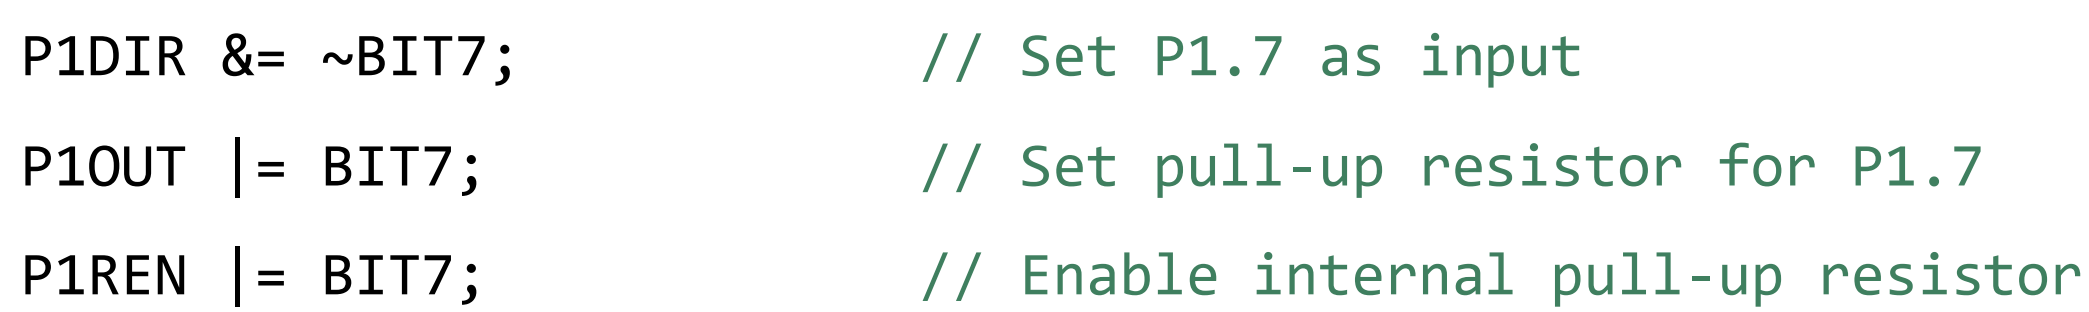 P1DIR &= ~BIT7; // Set P1.7 as input
P1OUT |= BIT7; // Set pull-up resistor for P1.7
P1REN |= BIT7; // Enable internal pull-up resistor